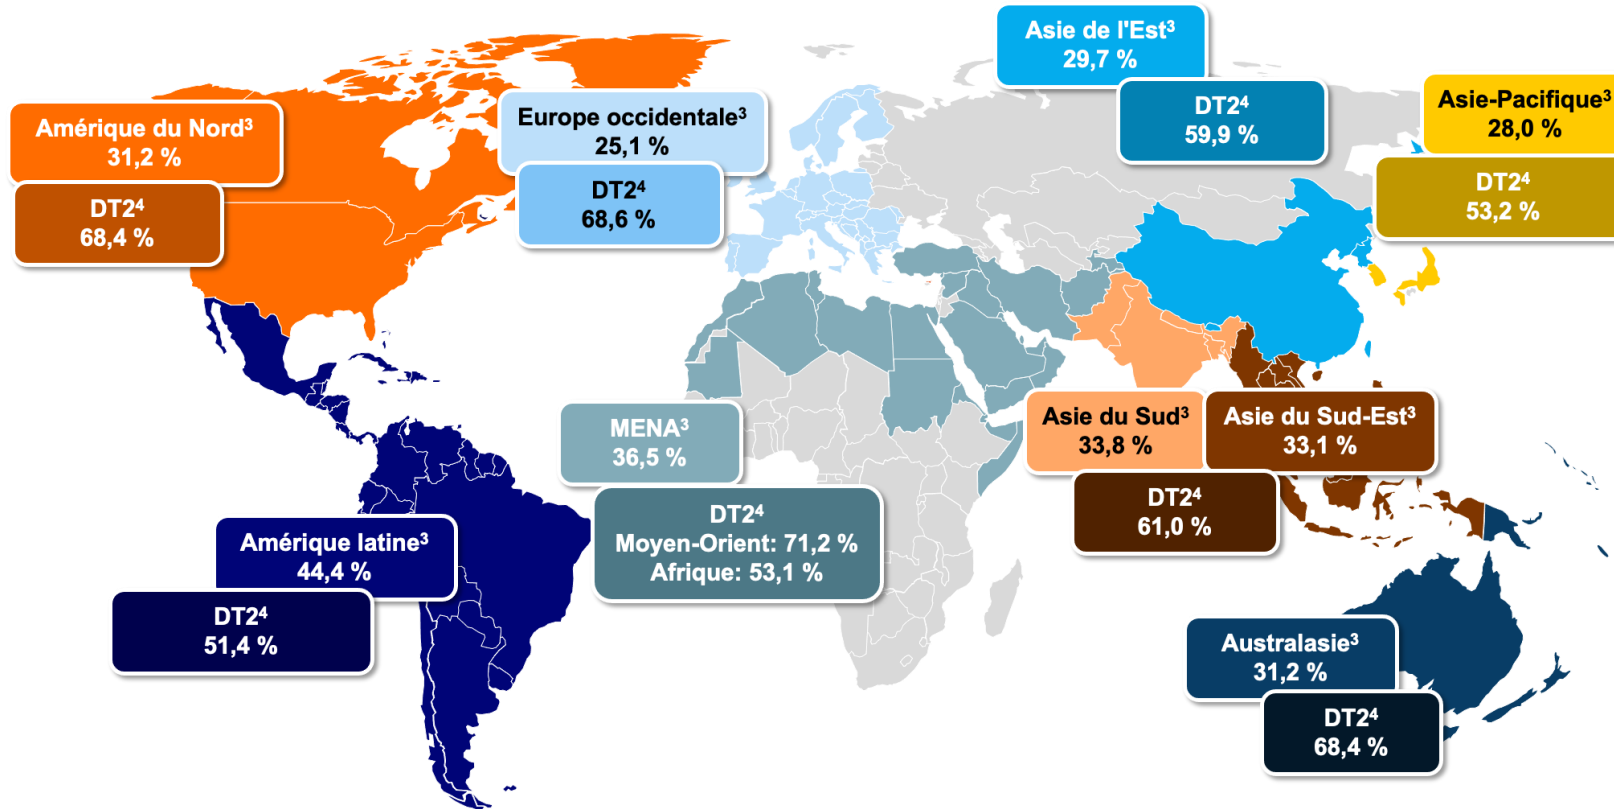 Asie de l'Est³
29,7 %
DT2⁴
59,9 %
Asie-Pacifique³
28,0 %
DT2⁴
53,2 %
Amérique du Nord³
31,2 %
DT2⁴
68,4 %
Europe occidentale³
25,1 %
DT2⁴
68,6 %
MENA³
36,5 %
DT2⁴
Moyen-Orient: 71,2 %
Afrique: 53,1 %
Asie du Sud³
33,8 %
Asie du Sud-Est³
33,1 %
DT2⁴
61,0 %
Amérique latine³
44,4 %
DT2⁴
51,4 %
Australasie³
31,2 %
DT2⁴
68,4 %